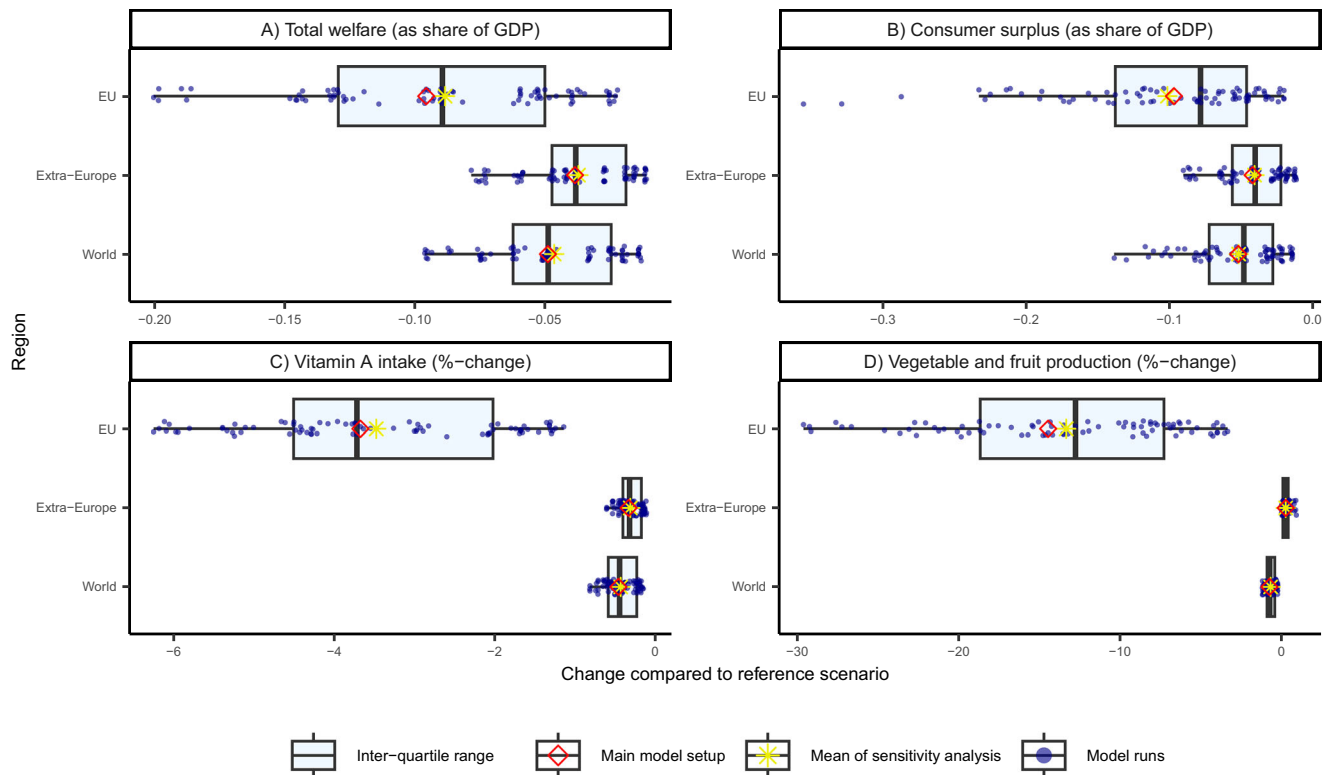 A) Total welfare (as share of GDP)
B) Consumer surplus (as share of GDP)
EU
Extra−Europe
World
−0.20
−0.15
−0.10
−0.05
EU
Extra−Europe
World
−0.3
−0.2
−0.1
0.0
Region
C) Vitamin A intake (%−change)
D) Vegetable and fruit production (%−change)
EU
Extra−Europe
World
−6
−4
−2
0
EU
Extra−Europe
World
−30
−20
−10
0
Change compared to reference scenario
Inter−quartile range
Main model setup
Mean of sensitivity analysis
Model runs